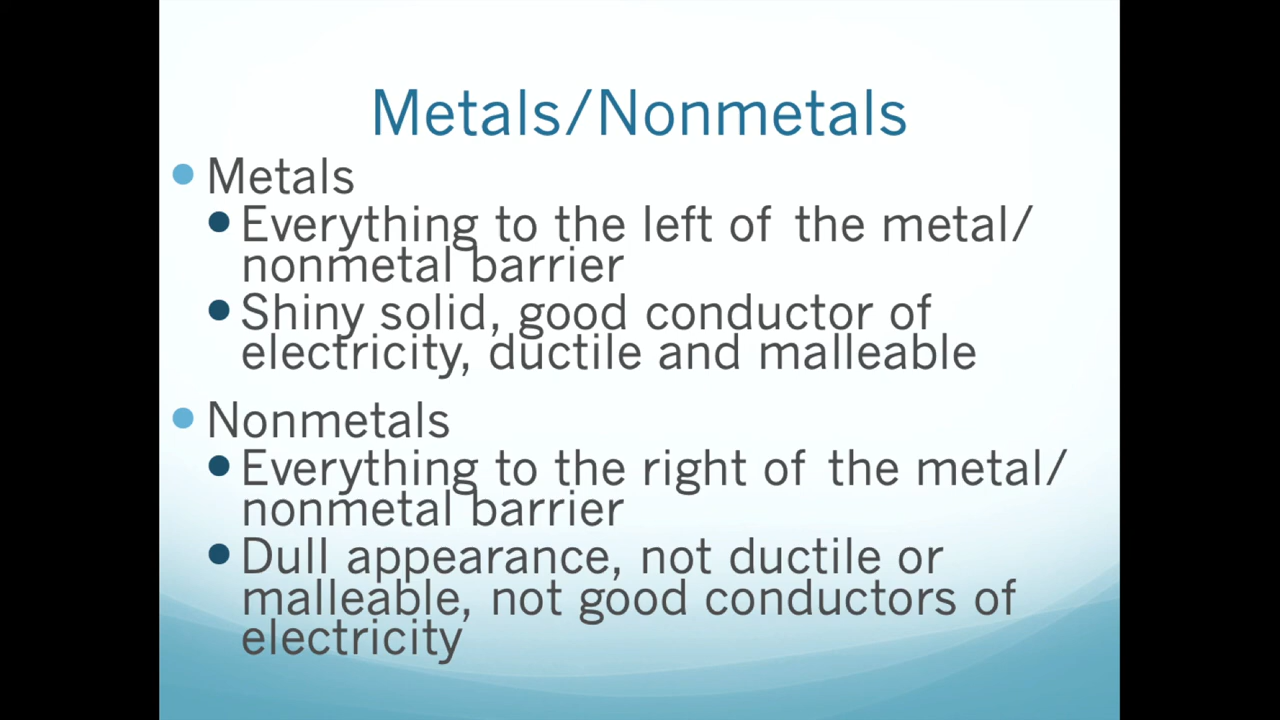 Metals/Nonmetals
Metals
Everything to the left of the metal/
nonmetal barrier
Shiny solid, good conductor of
electricity, ductile and malleable
Nonmetals
Everything to the right of the metal/
nonmetal barrier
Dull appearance, not ductile or
malleable, not good conductors of
electricity